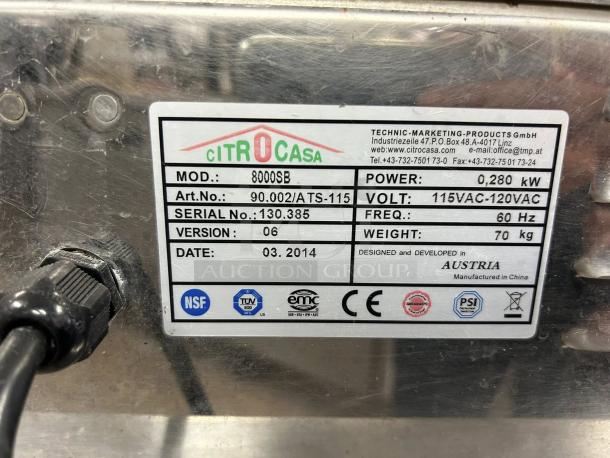 CITROCASA
TECHNIC-MARKETING-PRODUCTS GmbH
Industriezeile 47.P.O.Box 48.A-4017 Linz
web:www.citrocasa.com e-mail:office@tmp.at
Tel.+43-732-7501 73-0 Fax:+43-732-75 01 73-24
MOD.: 8000SB
POWER: 0,280 kW
Art.No.: 90.002/ATS-115
VOLT: 115VAC-120VAC
SERIAL No.: 130.385
FREQ.: 60 Hz
VERSION: 06
WEIGHT: 70 kg
DATE: 03. 2014
DESIGNED and DEVELOPED in
AUSTRIA
Manufactured in China
AUCTION GROUP
NSF
TÜV
emc
CE
PSI